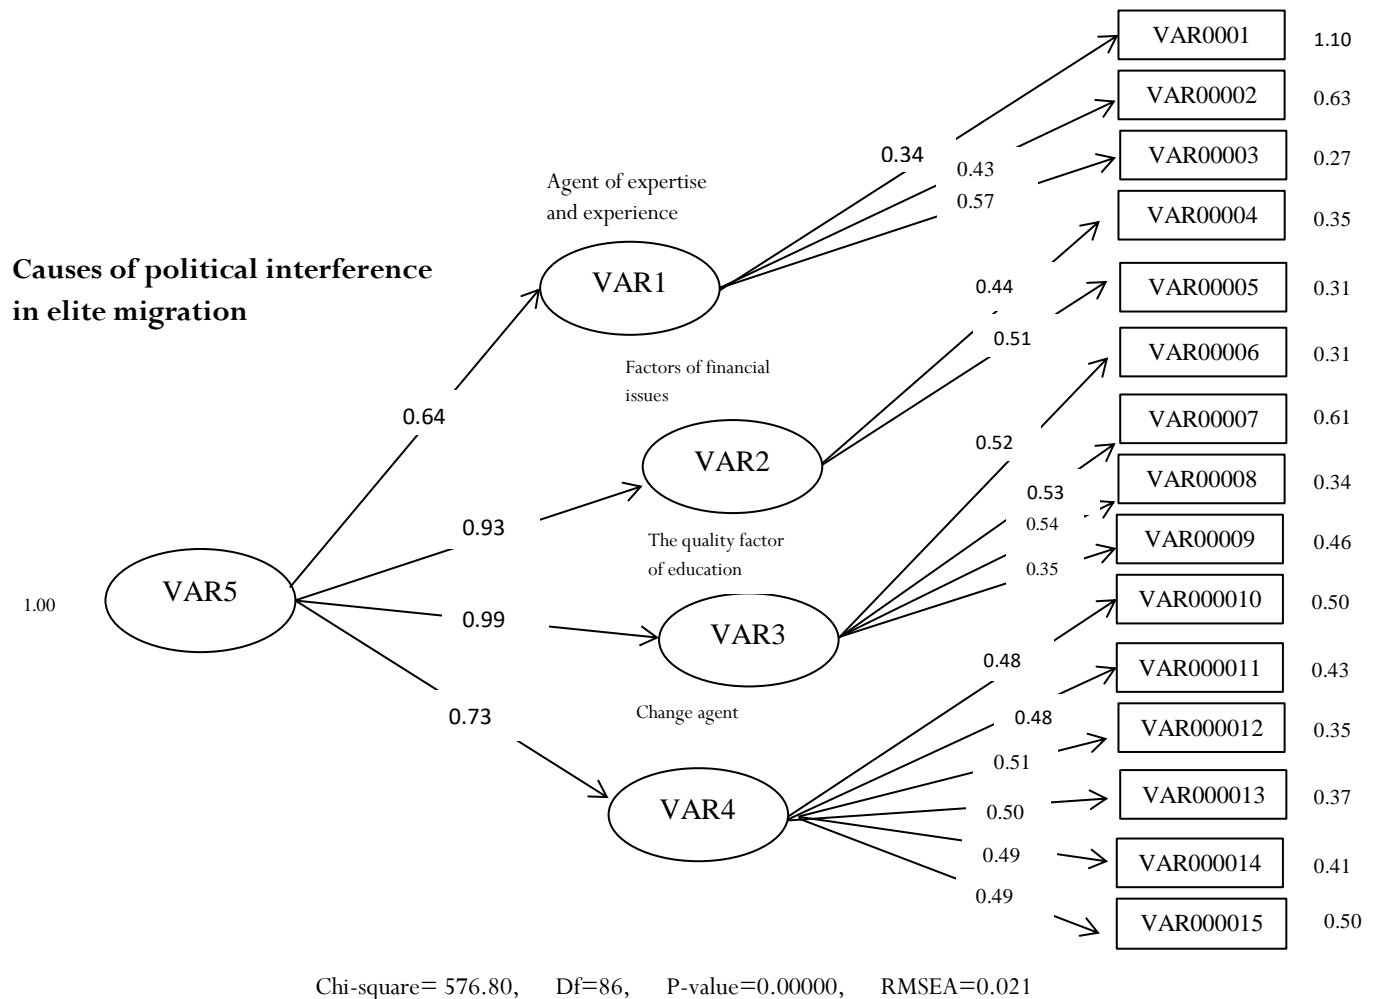 VAR0001 1.10
VAR00002 0.63
0.34
0.43
VAR00003 0.27
Agent of expertise
and experience
0.57
VAR00004 0.35
Causes of political interference
in elite migration
VAR1
0.44
VAR00005 0.31
0.51
VAR00006 0.31
Factors of financial
issues
0.64
VAR00007 0.61
0.52
VAR2
VAR00008 0.34
0.53
0.93
0.54
The quality factor
of education
VAR00009 0.46
0.35
1.00
VAR5
VAR000010 0.50
0.99
VAR3
0.48
VAR000011 0.43
0.73
Change agent
0.48
VAR000012 0.35
0.51
VAR4
VAR000013 0.37
0.50
0.49
VAR000014 0.41
0.49
VAR000015 0.50
Chi-square= 576.80, Df=86, P-value=0.00000, RMSEA=0.021